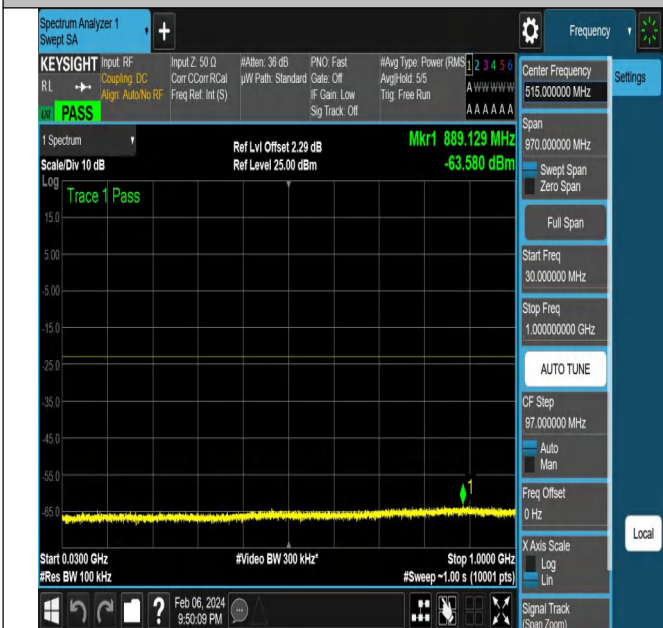 Spectrum Analyzer 1
Swept SA
+
Frequency
KEYSIGHT
RL
LNI PASS
Input: RF
Coupling: DC
Align: Auto/No RF
Input Z: 50 Ω
Corr CCorr RCal
Freq Ref: Int (S)
#Atten: 36 dB
µW Path: Standard
PNO: Fast
Gate: Off
IF Gain: Low
Sig Track: Off
#Avg Type: Power (RMS
Avg|Hold: 5/5
Trig: Free Run
1 2 3 4 5 6
A W W W W W
A A A A A A
1 Spectrum
Scale/Div 10 dB
Log
Ref Lvl Offset 2.29 dB
Ref Level 25.00 dBm
Mkr1 889.129 MHz
-63.580 dBm
Trace 1 Pass
15.0
5.00
-5.00
-15.0
-25.0
-35.0
-45.0
-55.0
-65.0
1
Start 0.0300 GHz
#Res BW 100 kHz
#Video BW 300 kHz*
Stop 1.0000 GHz
#Sweep ~1.00 s (10001 pts)
?
Feb 06, 2024
9:50:09 PM
Center Frequency
515.000000 MHz
Span
970.000000 MHz
Swept Span
Zero Span
Full Span
Start Freq
30.000000 MHz
Stop Freq
1.000000000 GHz
AUTO TUNE
CF Step
97.000000 MHz
Auto
Man
Freq Offset
0 Hz
X Axis Scale
Log
Lin
Signal Track
(Span Zoom)
Settings
Local